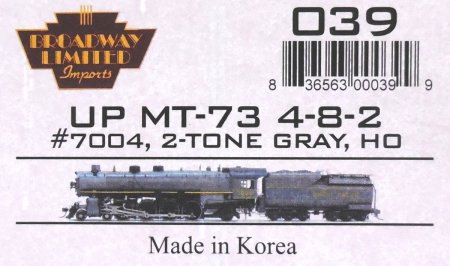 BROADWAY
LIMITED
Imports
039
8 36563 00039 9
UP MT-73 4-8-2
#7004, 2-TONE GRAY, HO
Made in Korea